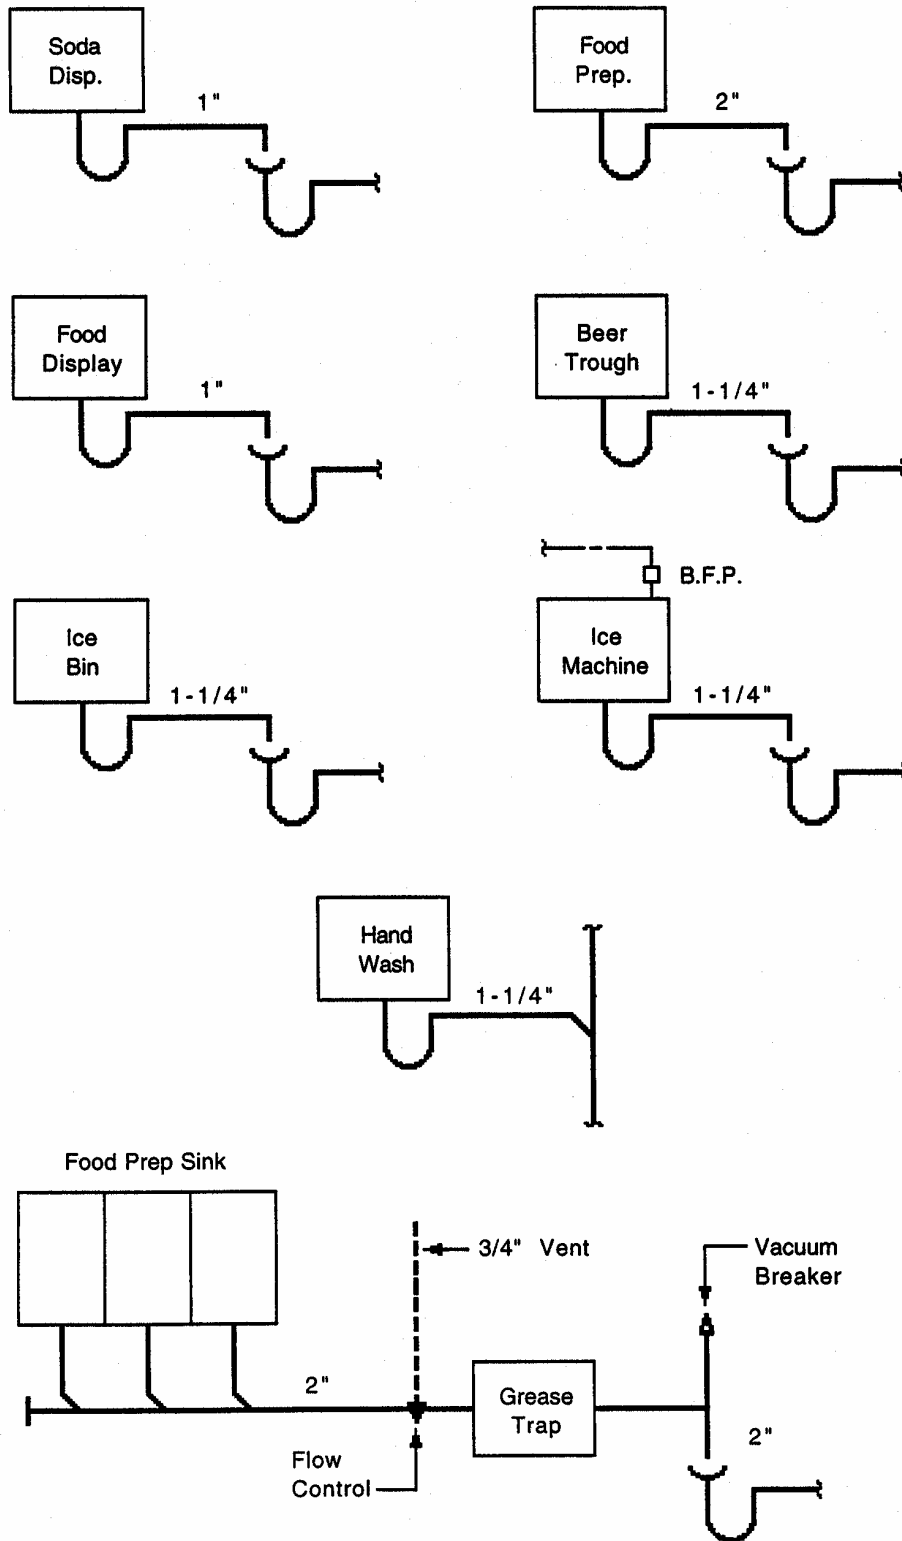 Soda
Disp.
1"
Food
Prep.
2"
Food
Display
1"
Beer
Trough
1-1/4"
B.F.P.
Ice
Bin
1-1/4"
Ice
Machine
1-1/4"
Hand
Wash
1-1/4"
Food Prep Sink
3/4" Vent
Vacuum
Breaker
2"
Grease
Trap
2"
Flow
Control